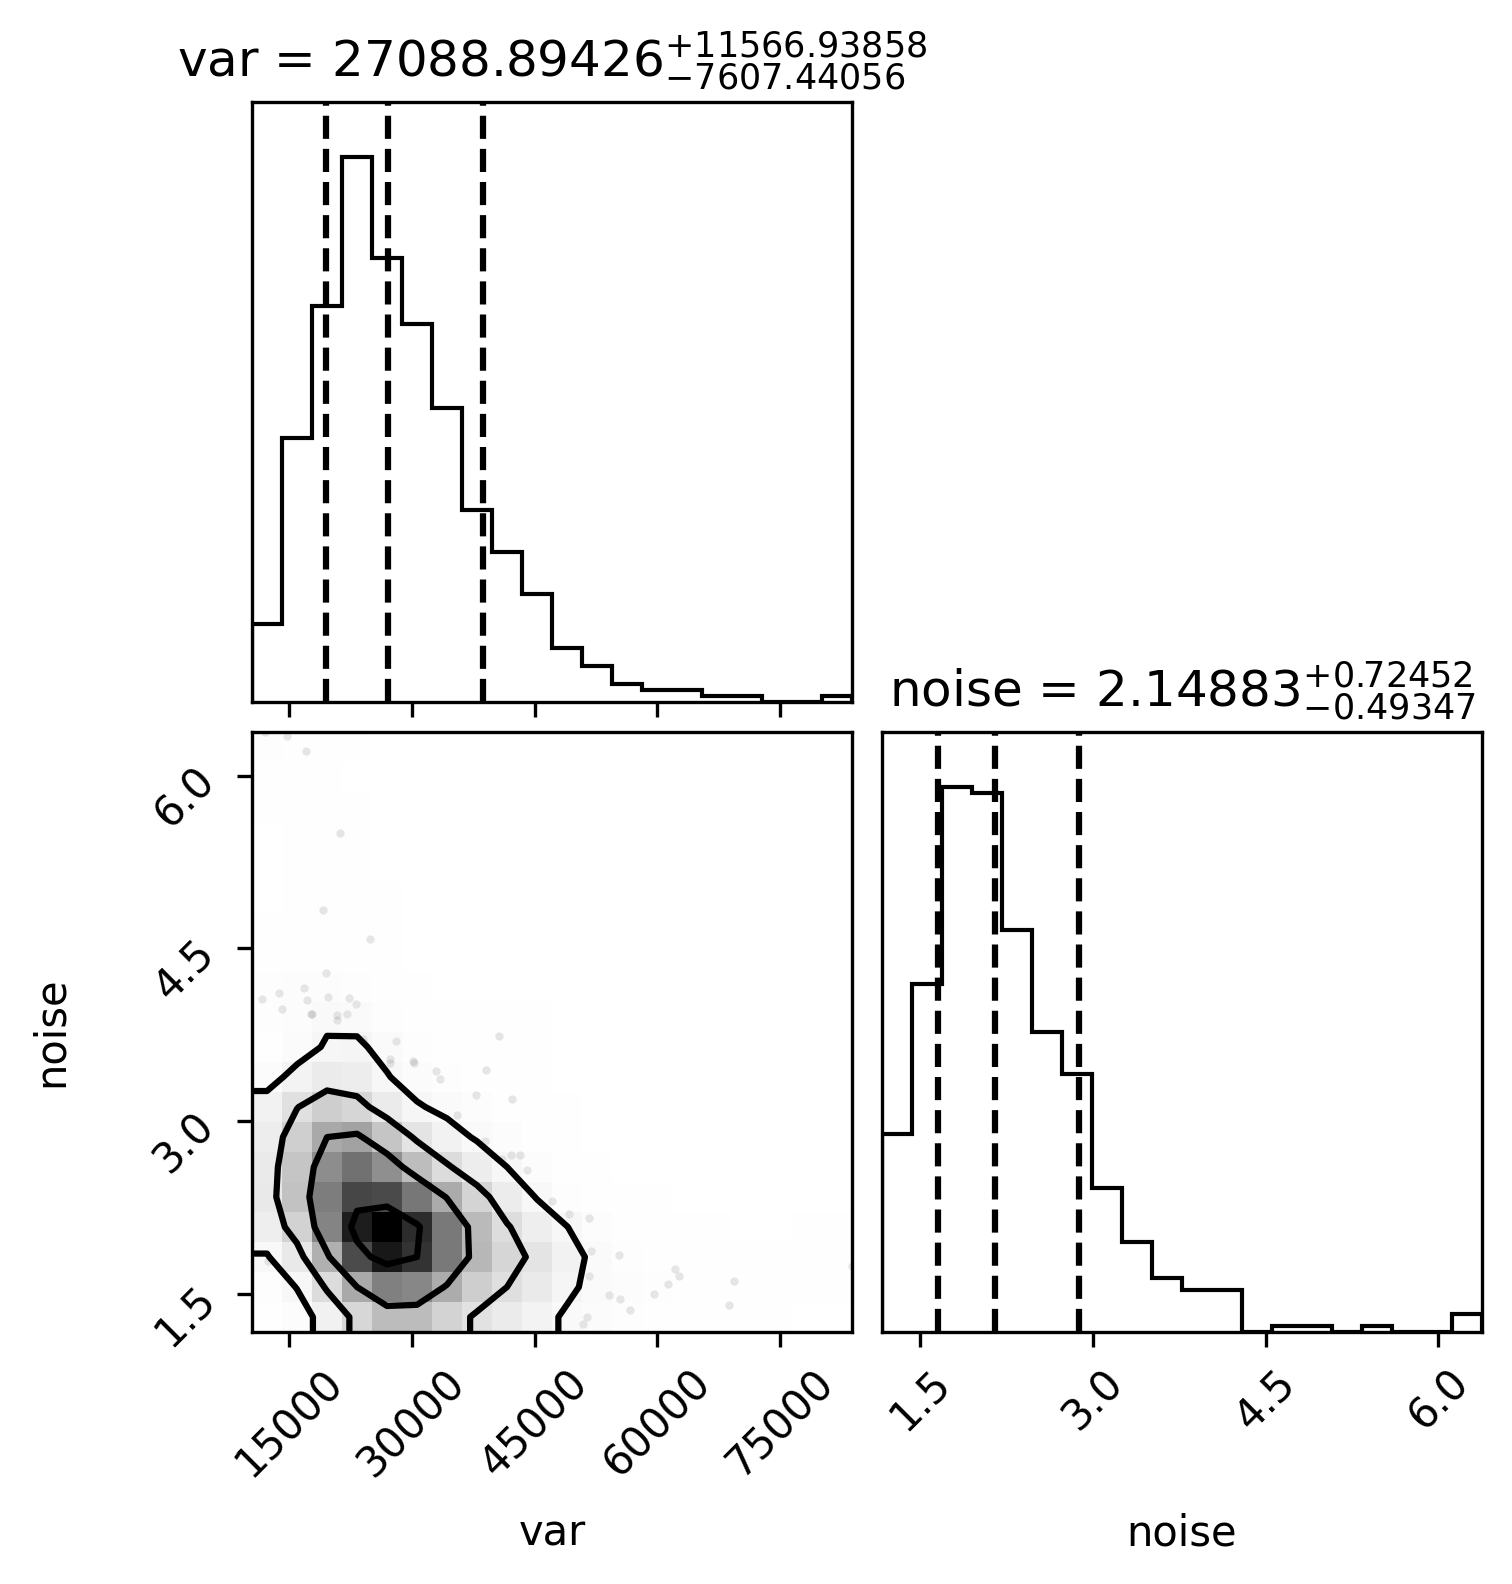 var = 27088.89426 +11566.93858 −7607.44056
noise = 2.14883 +0.72452 −0.49347
6.0
4.5
3.0
1.5
noise
15000 30000 45000 60000 75000
1.5 3.0 4.5 6.0
var
noise